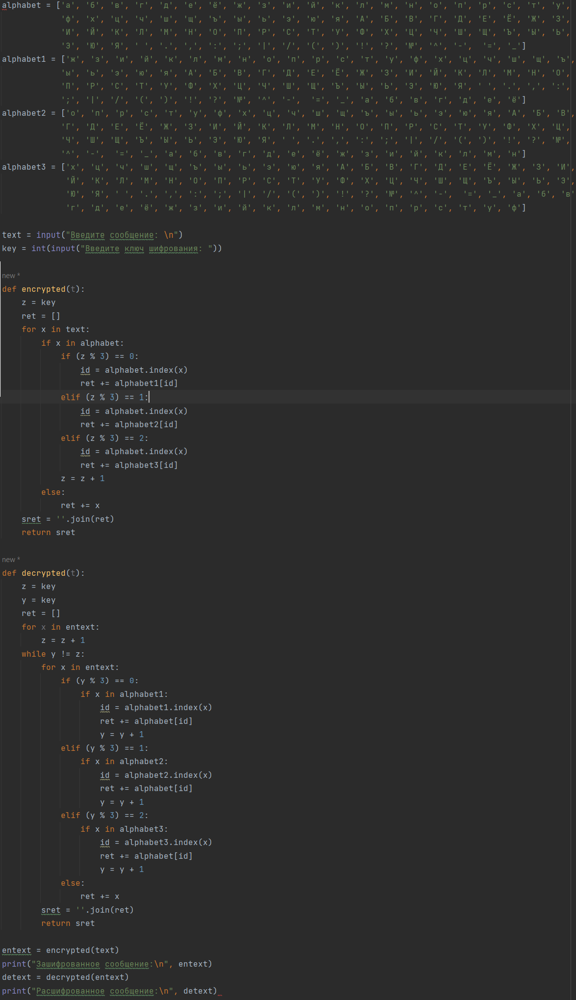 alphabet = ['а', 'б', 'в', 'г', 'д', 'е', 'ё', 'ж', 'з', 'и', 'й', 'к', 'л', 'м', 'н', 'о', 'п', 'р', 'с', 'т', 'у',
'ф', 'х', 'ц', 'ч', 'ш', 'щ', 'ъ', 'ы', 'ь', 'э', 'ю', 'я', 'А', 'Б', 'В', 'Г', 'Д', 'Е', 'Ё', 'Ж', 'З',
'И', 'Й', 'К', 'Л', 'М', 'Н', 'О', 'П', 'Р', 'С', 'Т', 'У', 'Ф', 'Х', 'Ц', 'Ч', 'Ш', 'Щ', 'Ъ', 'Ы', 'Ь',
'Э', 'Ю', 'Я', ' ', '.', ',', ':', ';', '|', '/', '(', ')', '!', '?', '№', '^', '-',  '=', '_']
alphabet1 = ['ж', 'з', 'и', 'й', 'к', 'л', 'м', 'н', 'о', 'п', 'р', 'с', 'т', 'у', 'ф', 'х', 'ц', 'ч', 'ш', 'щ', 'ъ',
'ы', 'ь', 'э', 'ю', 'я', 'А', 'Б', 'В', 'Г', 'Д', 'Е', 'Ё', 'Ж', 'З', 'И', 'Й', 'К', 'Л', 'М', 'Н', 'О',
'П', 'Р', 'С', 'Т', 'У', 'Ф', 'Х', 'Ц', 'Ч', 'Ш', 'Щ', 'Ъ', 'Ы', 'Ь', 'Э', 'Ю', 'Я', ' ', '.', ',', ':',
';', '|', '/', '(', ')', '!', '?', '№', '^', '-',  '=', '_', 'а', 'б', 'в', 'г', 'д', 'е', 'ё']
alphabet2 = ['о', 'п', 'р', 'с', 'т', 'у', 'ф', 'х', 'ц', 'ч', 'ш', 'щ', 'ъ', 'ы', 'ь', 'э', 'ю', 'я', 'А', 'Б', 'В',
'Г', 'Д', 'Е', 'Ё', 'Ж', 'З', 'И', 'Й', 'К', 'Л', 'М', 'Н', 'О', 'П', 'Р', 'С', 'Т', 'У', 'Ф', 'Х', 'Ц',
'Ч', 'Ш', 'Щ', 'Ъ', 'Ы', 'Ь', 'Э', 'Ю', 'Я', ' ', '.', ',', ':', ';', '|', '/', '(', ')', '!', '?', '№',
'^', '-',  '=', '_', 'а', 'б', 'в', 'г', 'д', 'е', 'ё', 'ж', 'з', 'и', 'й', 'к', 'л', 'м', 'н']
alphabet3 = ['х', 'ц', 'ч', 'ш', 'щ', 'ъ', 'ы', 'ь', 'э', 'ю', 'я', 'А', 'Б', 'В', 'Г', 'Д', 'Е', 'Ё', 'Ж', 'З', 'И',
'Й', 'К', 'Л', 'М', 'Н', 'О', 'П', 'Р', 'С', 'Т', 'У', 'Ф', 'Х', 'Ц', 'Ч', 'Ш', 'Щ', 'Ъ', 'Ы', 'Ь', 'Э',
'Ю', 'Я', ' ', '.', ',', ':', ';', '|', '/', '(', ')', '!', '?', '№', '^', '-',  '=', '_', 'а', 'б', 'в'
'г', 'д', 'е', 'ё', 'ж', 'з', 'и', 'й', 'к', 'л', 'м', 'н', 'о', 'п', 'р', 'с', 'т', 'у', 'ф']
text = input("Введите сообщение: \n")
key = int(input("Введите ключ шифрования: "))
new *
def encrypted(t):
z = key
ret = []
for x in text:
if x in alphabet:
if (z % 3) == 0:
id = alphabet.index(x)
ret += alphabet1[id]
elif (z % 3) == 1:
id = alphabet.index(x)
ret += alphabet2[id]
elif (z % 3) == 2:
id = alphabet.index(x)
ret += alphabet3[id]
z = z + 1
else:
ret += x
sret = ''.join(ret)
return sret
new *
def decrypted(t):
z = key
y = key
ret = []
for x in entext:
z = z + 1
while y != z:
for x in entext:
if (y % 3) == 0:
if x in alphabet1:
id = alphabet1.index(x)
ret += alphabet[id]
y = y + 1
elif (y % 3) == 1:
if x in alphabet2:
id = alphabet2.index(x)
ret += alphabet[id]
y = y + 1
elif (y % 3) == 2:
if x in alphabet3:
id = alphabet3.index(x)
ret += alphabet[id]
y = y + 1
else:
ret += x
sret = ''.join(ret)
return sret
entext = encrypted(text)
print("Зашифрованное сообщение:\n", entext)
detext = decrypted(entext)
print("Расшифрованное сообщение:\n", detext)